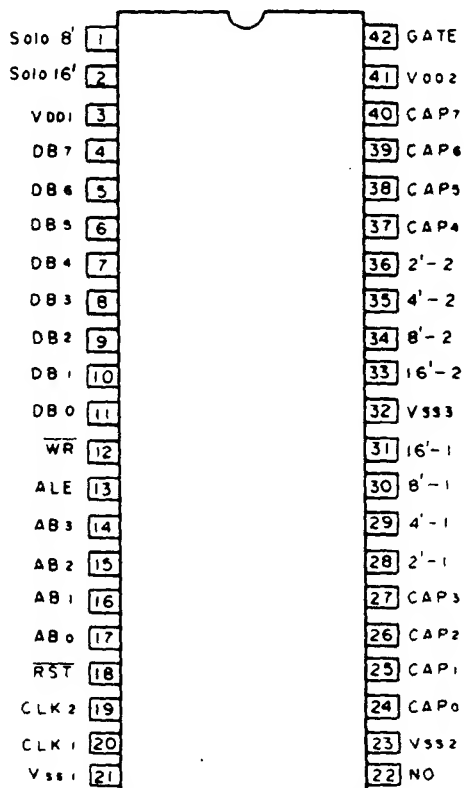 Solo 8' 1
Solo 16' 2
VDD1 3
DB7 4
DB6 5
DB5 6
DB4 7
DB3 8
DB2 9
DB1 10
DB0 11
WR 12
ALE 13
AB3 14
AB2 15
AB1 16
AB0 17
RST 18
CLK2 19
CLK1 20
VSS1 21
42 GATE
41 VDD2
40 CAP7
39 CAP6
38 CAP5
37 CAP4
36 2'-2
35 4'-2
34 8'-2
33 16'-2
32 VSS3
31 16'-1
30 8'-1
29 4'-1
28 2'-1
27 CAP3
26 CAP2
25 CAP1
24 CAP0
23 VSS2
22 NO